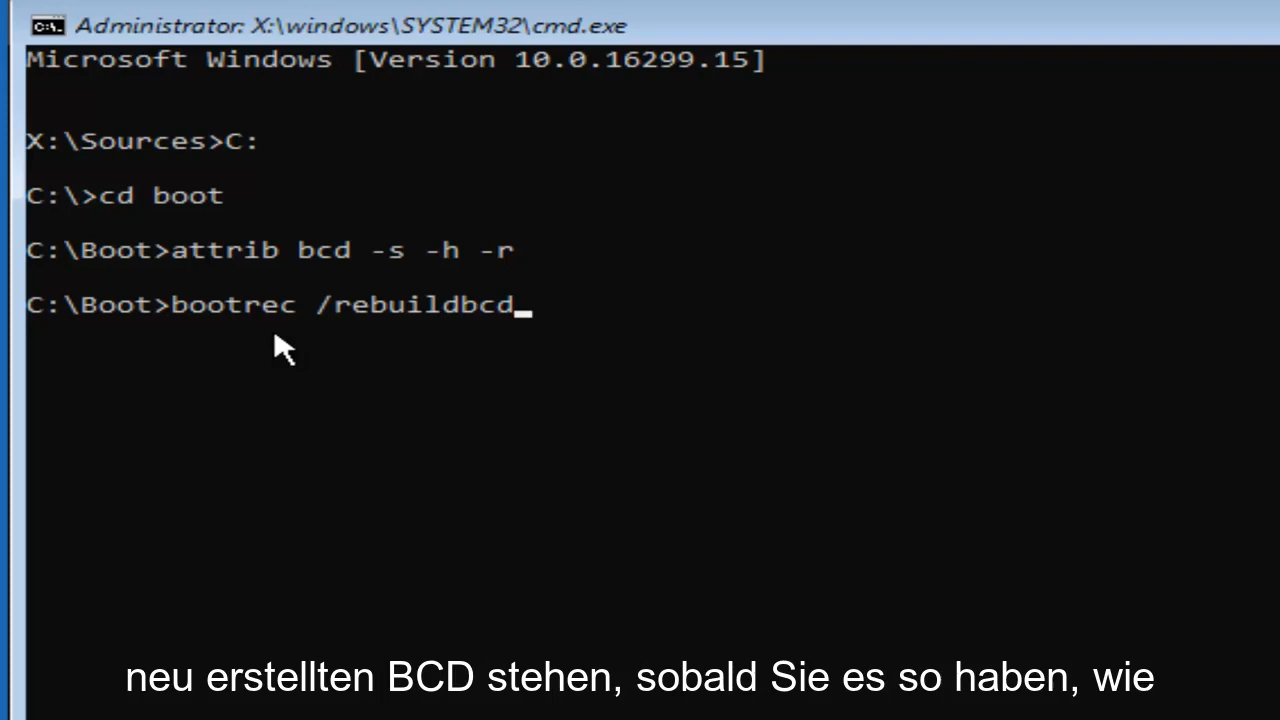 Administrator: X:\windows\SYSTEM32\cmd.exe
Microsoft Windows [Version 10.0.16299.15]
X:\Sources>C:
C:\>cd boot
C:\Boot>attrib bcd -s -h -r
C:\Boot>bootrec /rebuildbcd
neu erstellten BCD stehen, sobald Sie es so haben, wie